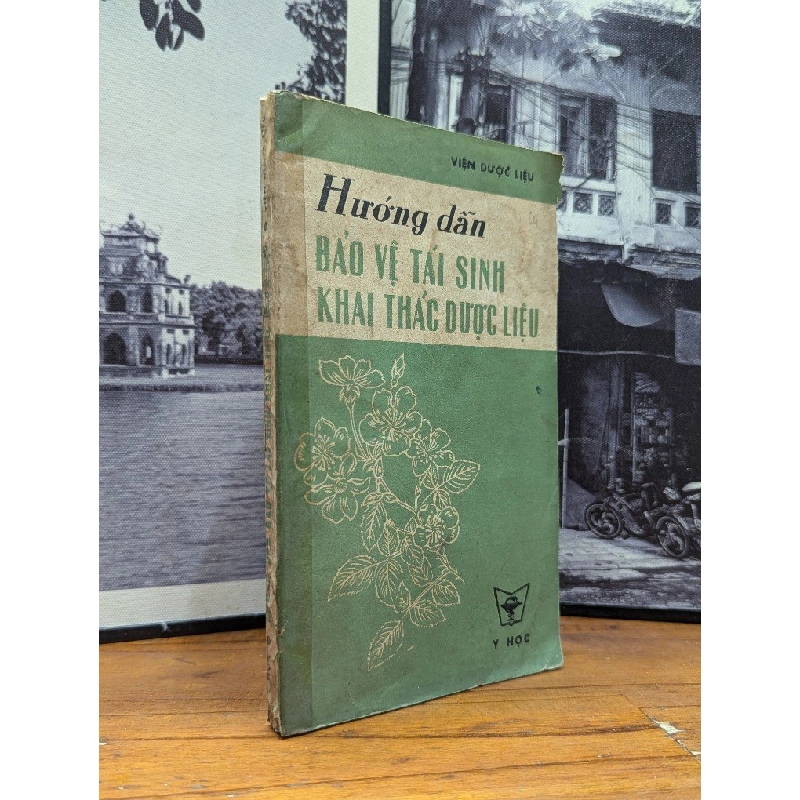 VIỆN DƯỢC LIỆU
Hướng dẫn
BẢO VỆ TÁI SINH
KHAI THÁC DƯỢC LIỆU
Y HỌC